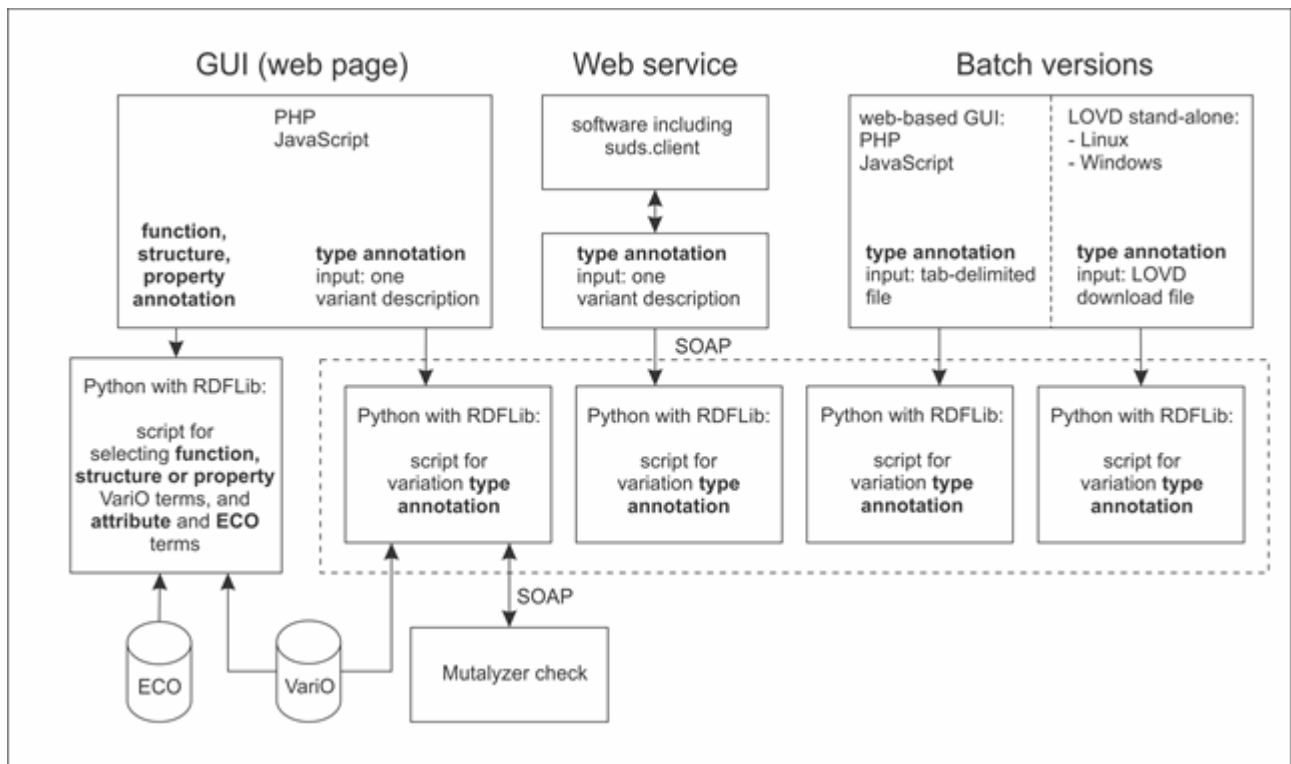 GUI (web page)
PHP
JavaScript
function,
structure,
property
annotation
type annotation
input: one
variant description
Web service
software including
suds.client
type annotation
input: one
variant description
SOAP
Batch versions
web-based GUI:
PHP
JavaScript
type annotation
input: tab-delimited
file
LOVD stand-alone:
- Linux
- Windows
type annotation
input: LOVD
download file
Python with RDFLib:
script for
selecting function,
structure or property
VariO terms, and
attribute and ECO
terms
Python with RDFLib:
script for
variation type
annotation
Python with RDFLib:
script for
variation type
annotation
Python with RDFLib:
script for
variation type
annotation
Python with RDFLib:
script for
variation type
annotation
SOAP
ECO
VariO
Mutalyzer check